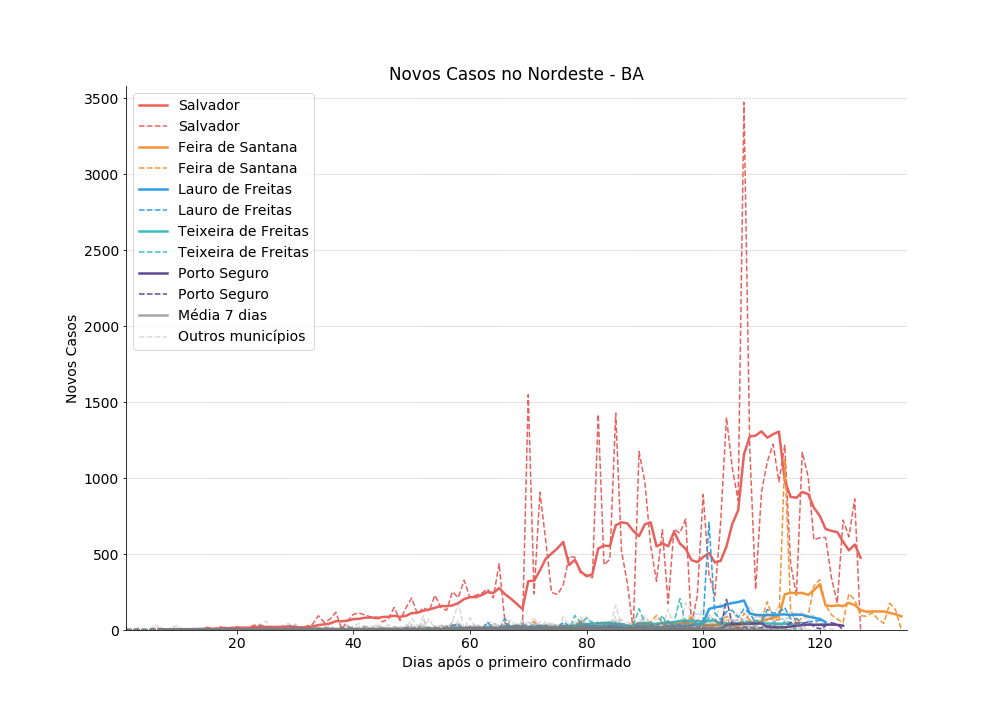 Novos Casos no Nordeste - BA
3500
3000
2500
2000
1500
1000
500
0
Novos Casos
Salvador
Salvador
Feira de Santana
Feira de Santana
Lauro de Freitas
Lauro de Freitas
Teixeira de Freitas
Teixeira de Freitas
Porto Seguro
Porto Seguro
Média 7 dias
Outros municípios
20 40 60 80 100 120
Dias após o primeiro confirmado